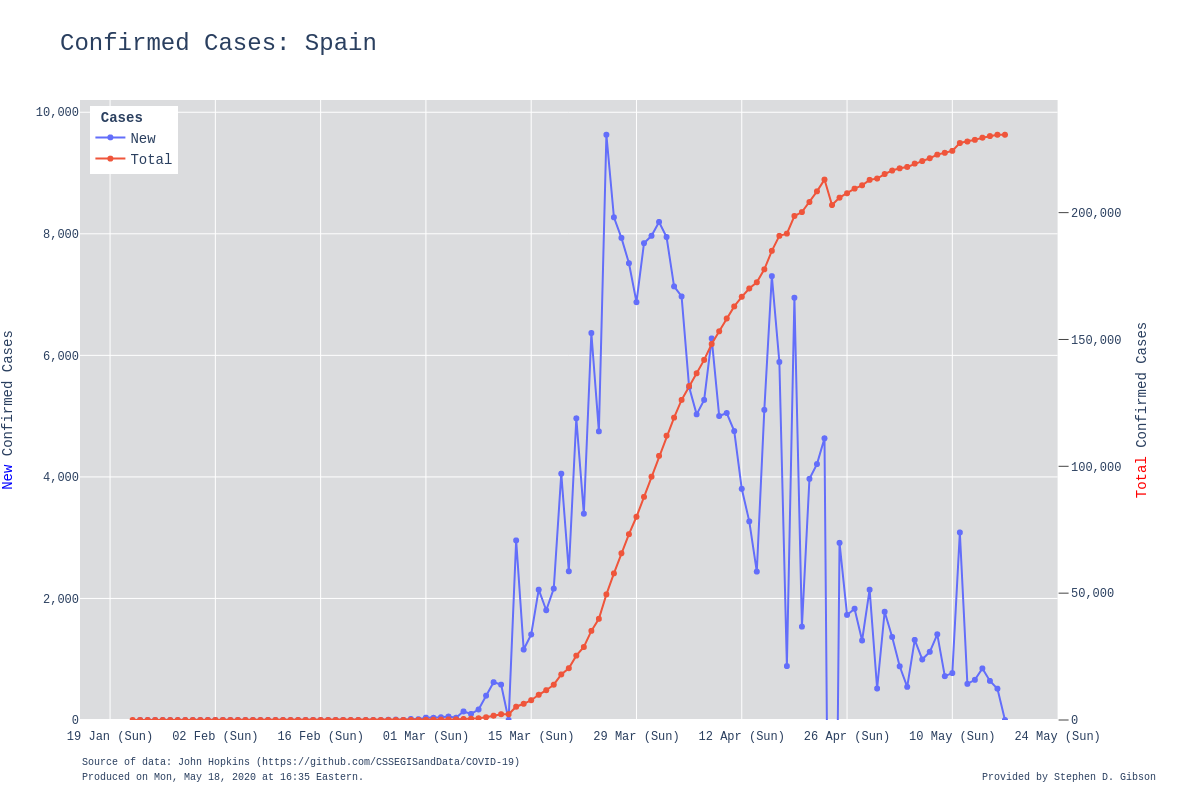 Confirmed Cases: Spain
Cases
New
Total
10,000
8,000
6,000
4,000
2,000
0
New Confirmed Cases
200,000
150,000
100,000
50,000
0
Total Confirmed Cases
19 Jan (Sun) 02 Feb (Sun) 16 Feb (Sun) 01 Mar (Sun) 15 Mar (Sun) 29 Mar (Sun) 12 Apr (Sun) 26 Apr (Sun) 10 May (Sun) 24 May (Sun)
Source of data: John Hopkins (https://github.com/CSSEGISandData/COVID-19)
Produced on Mon, May 18, 2020 at 16:35 Eastern.
Provided by Stephen D. Gibson